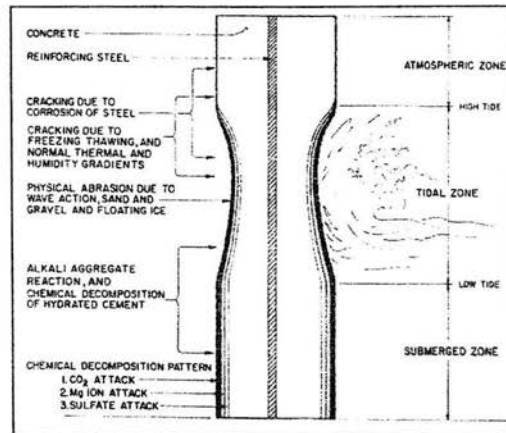 CONCRETE
REINFORCING STEEL
CRACKING DUE TO
CORROSION OF STEEL
CRACKING DUE TO
FREEZING THAWING, AND
NORMAL THERMAL AND
HUMIDITY GRADIENTS
PHYSICAL ABRASION DUE TO
WAVE ACTION, SAND AND
GRAVEL AND FLOATING ICE
ALKALI AGGREGATE
REACTION, AND
CHEMICAL DECOMPOSITION
OF HYDRATED CEMENT
CHEMICAL DECOMPOSITION PATTERN
1. CO₂ ATTACK
2. Mg ION ATTACK
3. SULFATE ATTACK
ATMOSPHERIC ZONE
HIGH TIDE
TIDAL ZONE
LOW TIDE
SUBMERGED ZONE